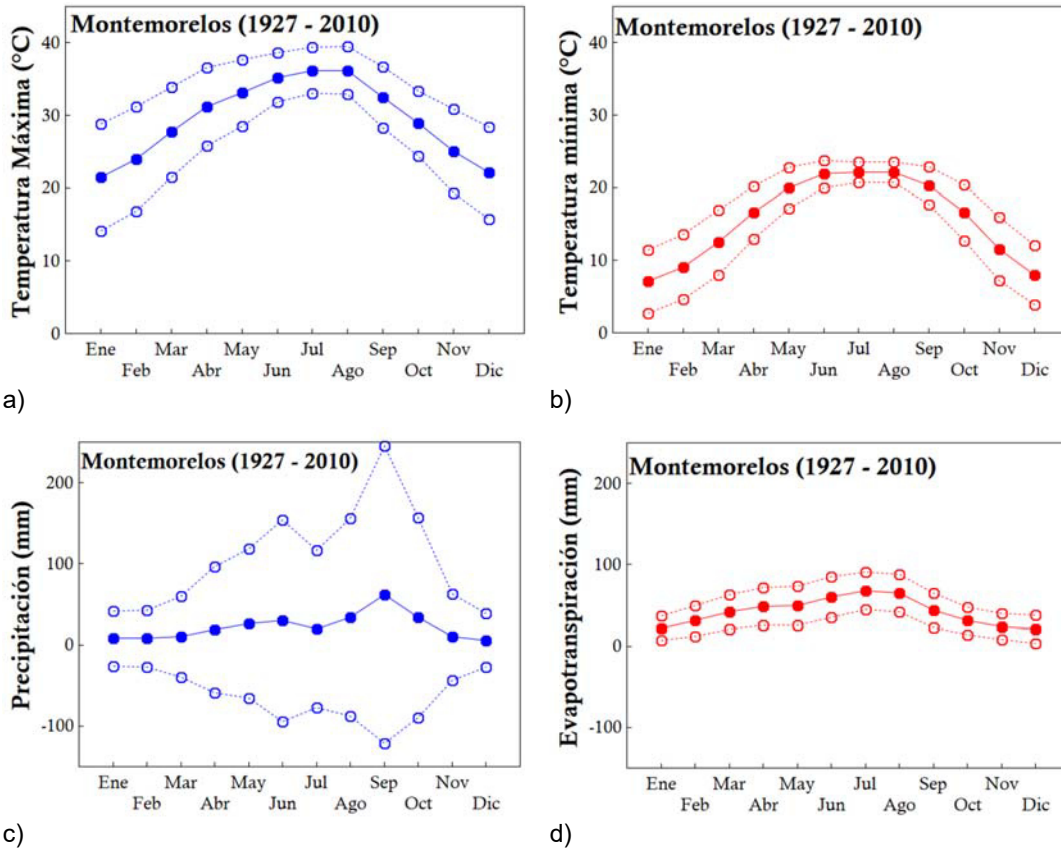 Montemorelos (1927 - 2010)
Temperatura Máxima (°C)
40
30
20
10
0
Ene Mar May Jul Sep Nov
Feb Abr Jun Ago Oct Dic
a)
Montemorelos (1927 - 2010)
Temperatura mínima (°C)
40
30
20
10
0
Ene Mar May Jul Sep Nov
Feb Abr Jun Ago Oct Dic
b)
Montemorelos (1927 - 2010)
Precipitación (mm)
200
100
0
-100
Ene Mar May Jul Sep Nov
Feb Abr Jun Ago Oct Dic
c)
Montemorelos (1927 - 2010)
Evapotranspiración (mm)
200
100
0
-100
Ene Mar May Jul Sep Nov
Feb Abr Jun Ago Oct Dic
d)